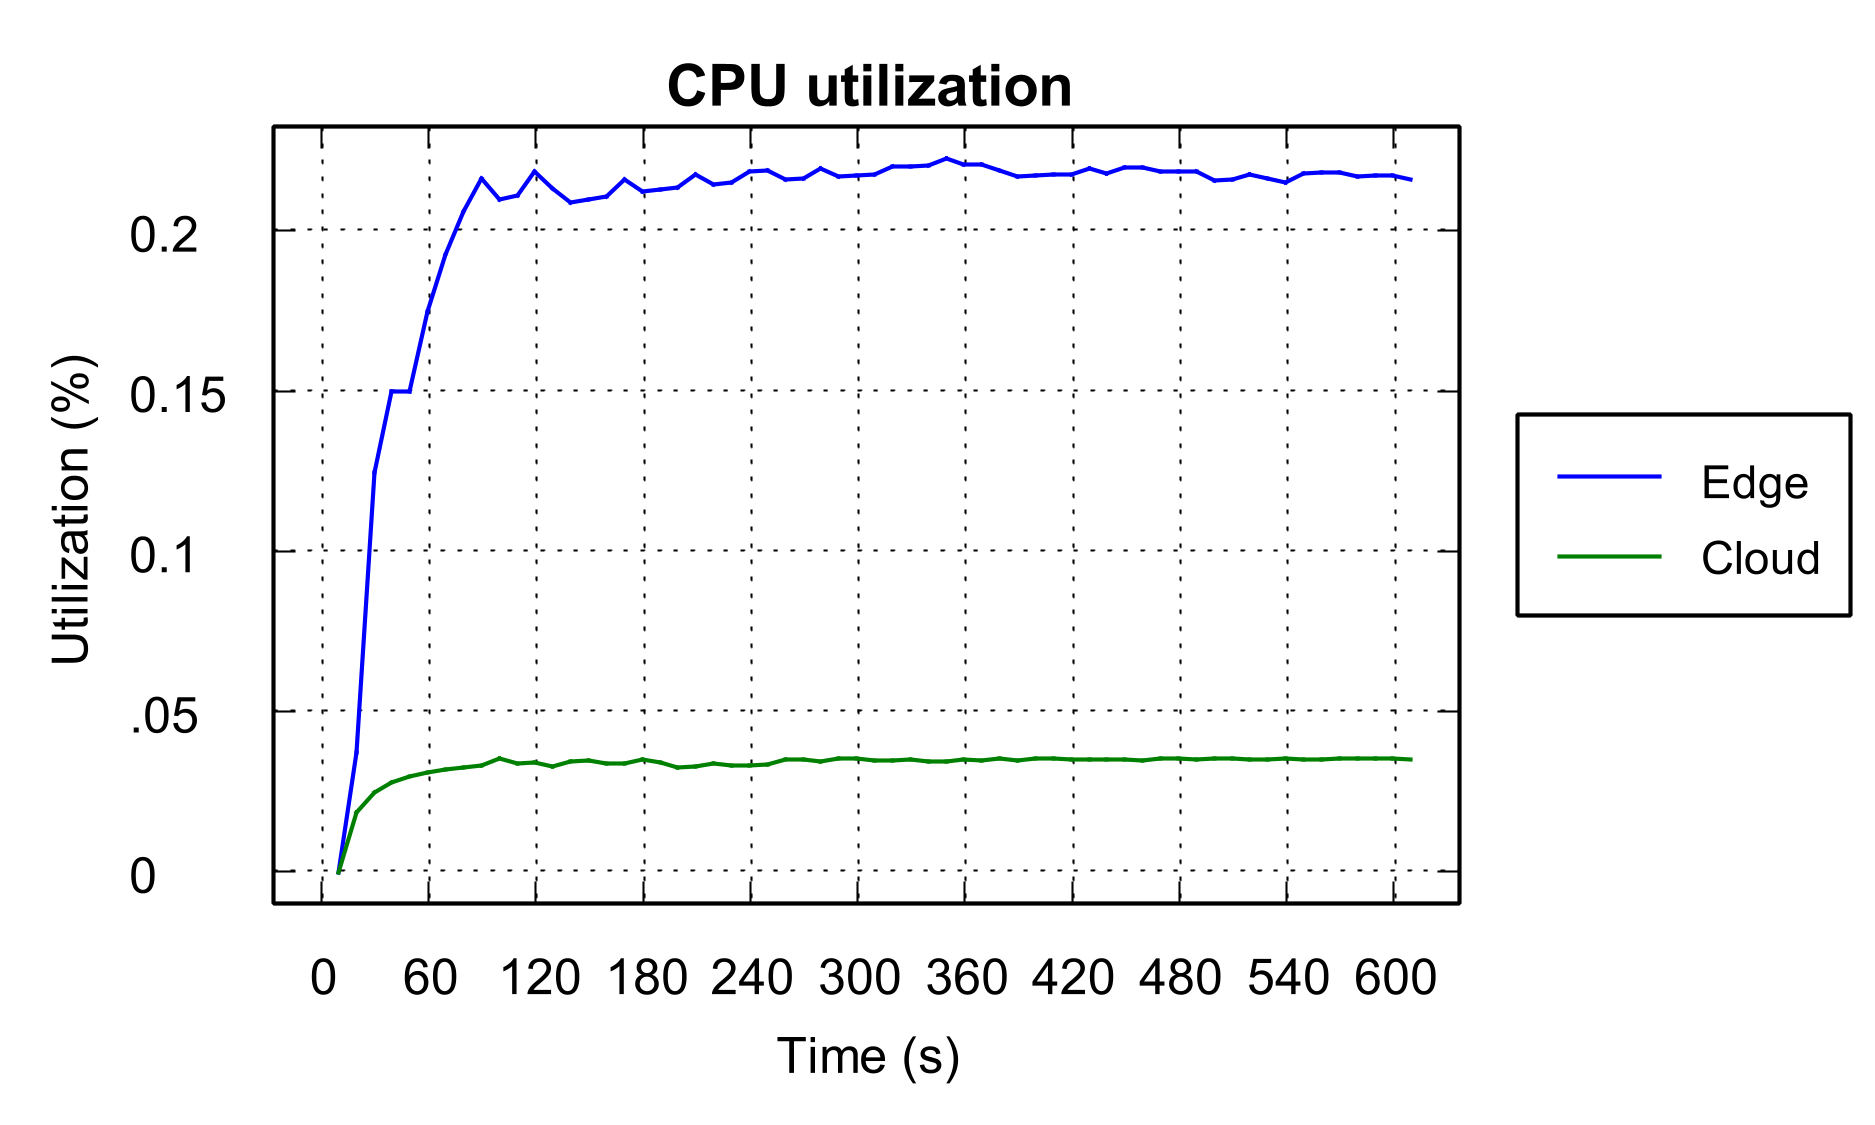 CPU utilization
0.2
0.15
0.1
.05
0
Utilization (%)
0 60 120 180 240 300 360 420 480 540 600
Time (s)
Edge
Cloud